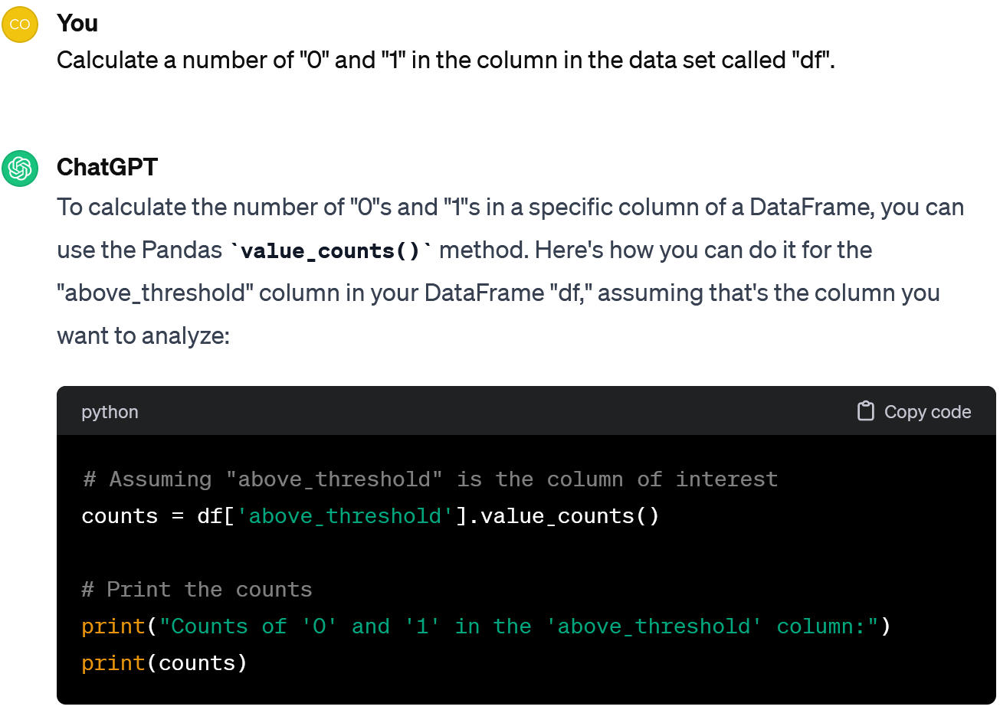 CO
You
Calculate a number of "0" and "1" in the column in the data set called "df".
ChatGPT
To calculate the number of "0"s and "1"s in a specific column of a DataFrame, you can
use the Pandas `value_counts()` method. Here's how you can do it for the
"above_threshold" column in your DataFrame "df," assuming that's the column you
want to analyze:
python
Copy code
# Assuming "above_threshold" is the column of interest
counts = df['above_threshold'].value_counts()
# Print the counts
print("Counts of '0' and '1' in the 'above_threshold' column:")
print(counts)